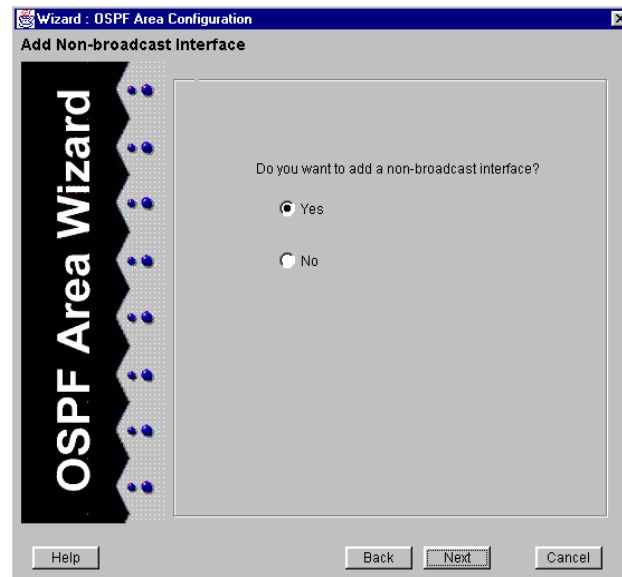 Wizard : OSPF Area Configuration
Add Non-broadcast Interface
OSPF Area Wizard
Do you want to add a non-broadcast interface?
Yes
No
Help
Back
Next
Cancel